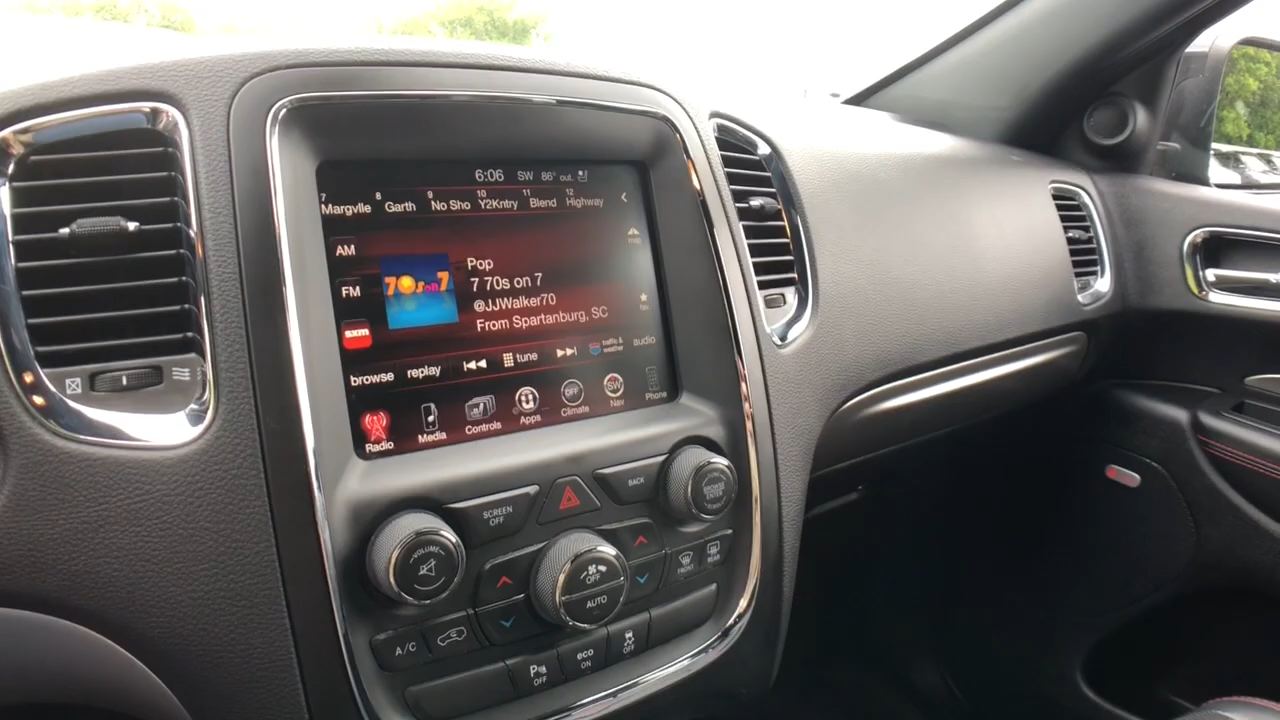 6:06 SW 86° out.
7 8 9 10 11 12
Margvlle Garth No Sho Y2Kntry Blend Highway
map
AM
FM
sxm
70s on 7
Pop
7 70s on 7
@JJWalker70
From Spartanburg, SC
fav
browse replay tune traffic & weather audio
Radio Media Controls Apps Climate Nav Phone
OFF
SW
SCREEN OFF
BACK
BROWSE ENTER
VOLUME
OFF
AUTO
FRONT
REAR
A/C
P OFF
eco ON
OFF